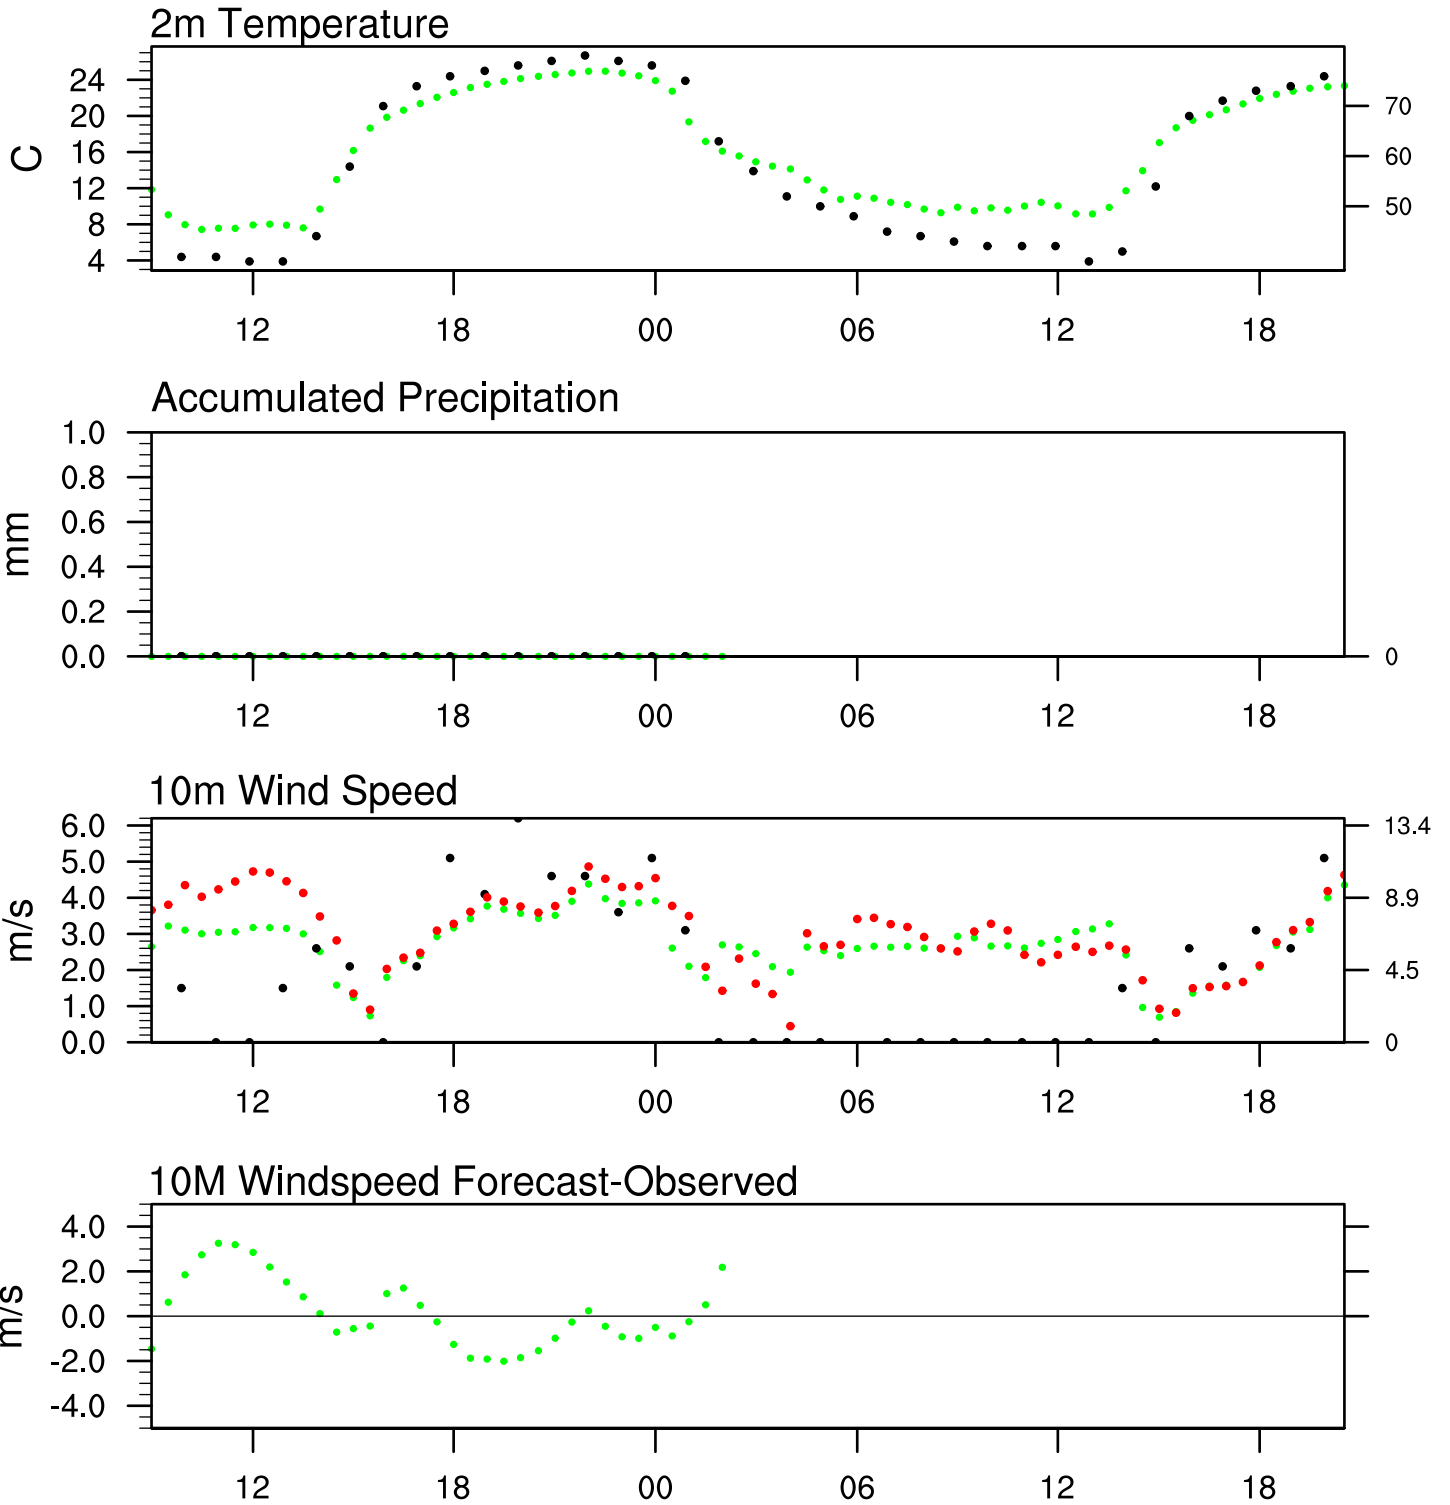 2m Temperature
24
20
16
12
8
4
C
70
60
50
12 18 00 06 12 18
Accumulated Precipitation
1.0
0.8
0.6
0.4
0.2
0.0
mm
0
12 18 00 06 12 18
10m Wind Speed
6.0
5.0
4.0
3.0
2.0
1.0
0.0
m/s
13.4
8.9
4.5
0
12 18 00 06 12 18
10M Windspeed Forecast-Observed
4.0
2.0
0.0
-2.0
-4.0
m/s
12 18 00 06 12 18